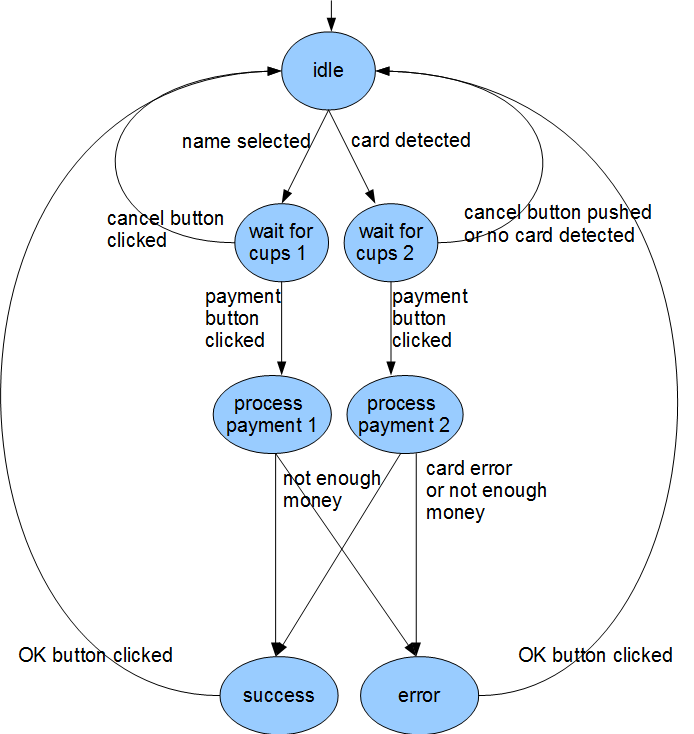 idle
name selected
card detected
cancel button
clicked
wait for
cups 1
wait for
cups 2
cancel button pushed
or no card detected
payment
button
clicked
payment
button
clicked
process
payment 1
process
payment 2
not enough
money
card error
or not enough
money
OK button clicked
OK button clicked
success
error